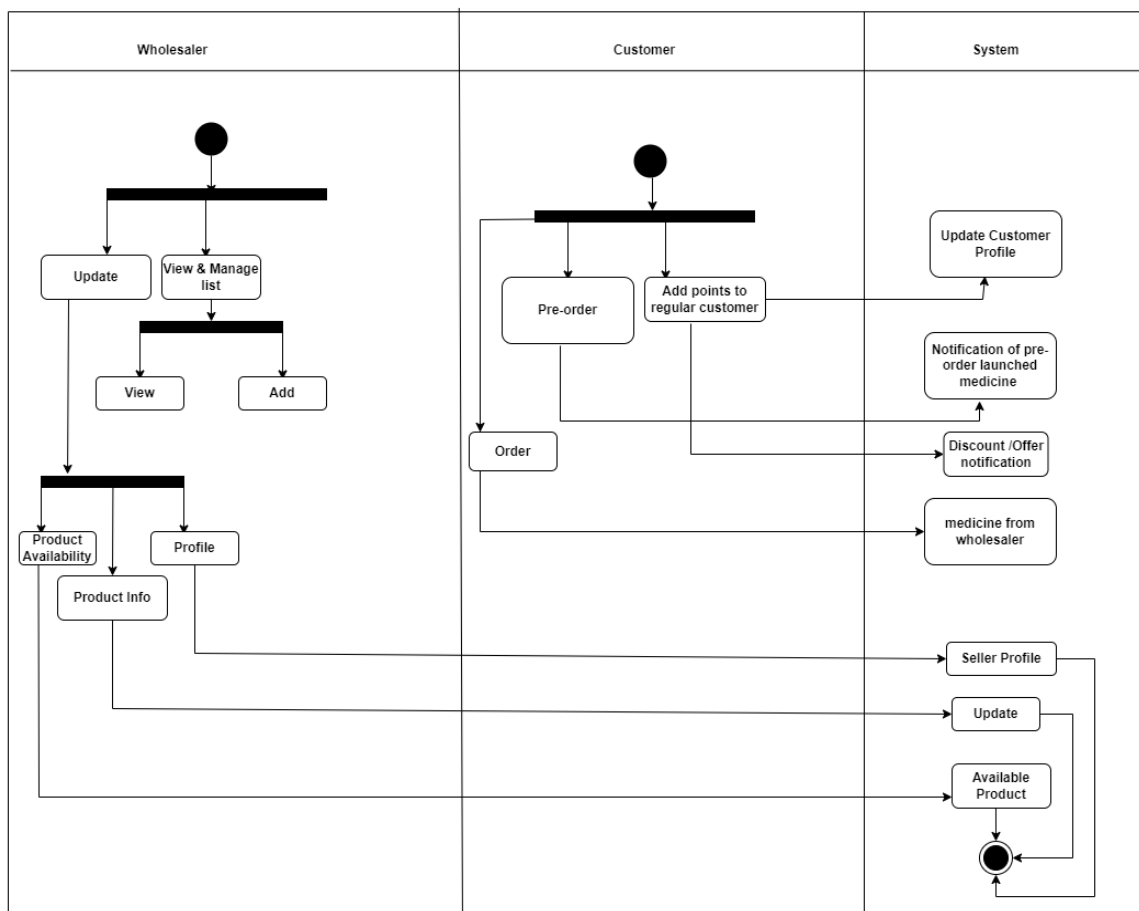 Wholesaler
Customer
System
Update
View & Manage
list
View
Add
Product
Availability
Profile
Product Info
Pre-order
Add points to
regular customer
Order
Update Customer
Profile
Notification of pre-
order launched
medicine
Discount /Offer
notification
medicine from
wholesaler
Seller Profile
Update
Available
Product